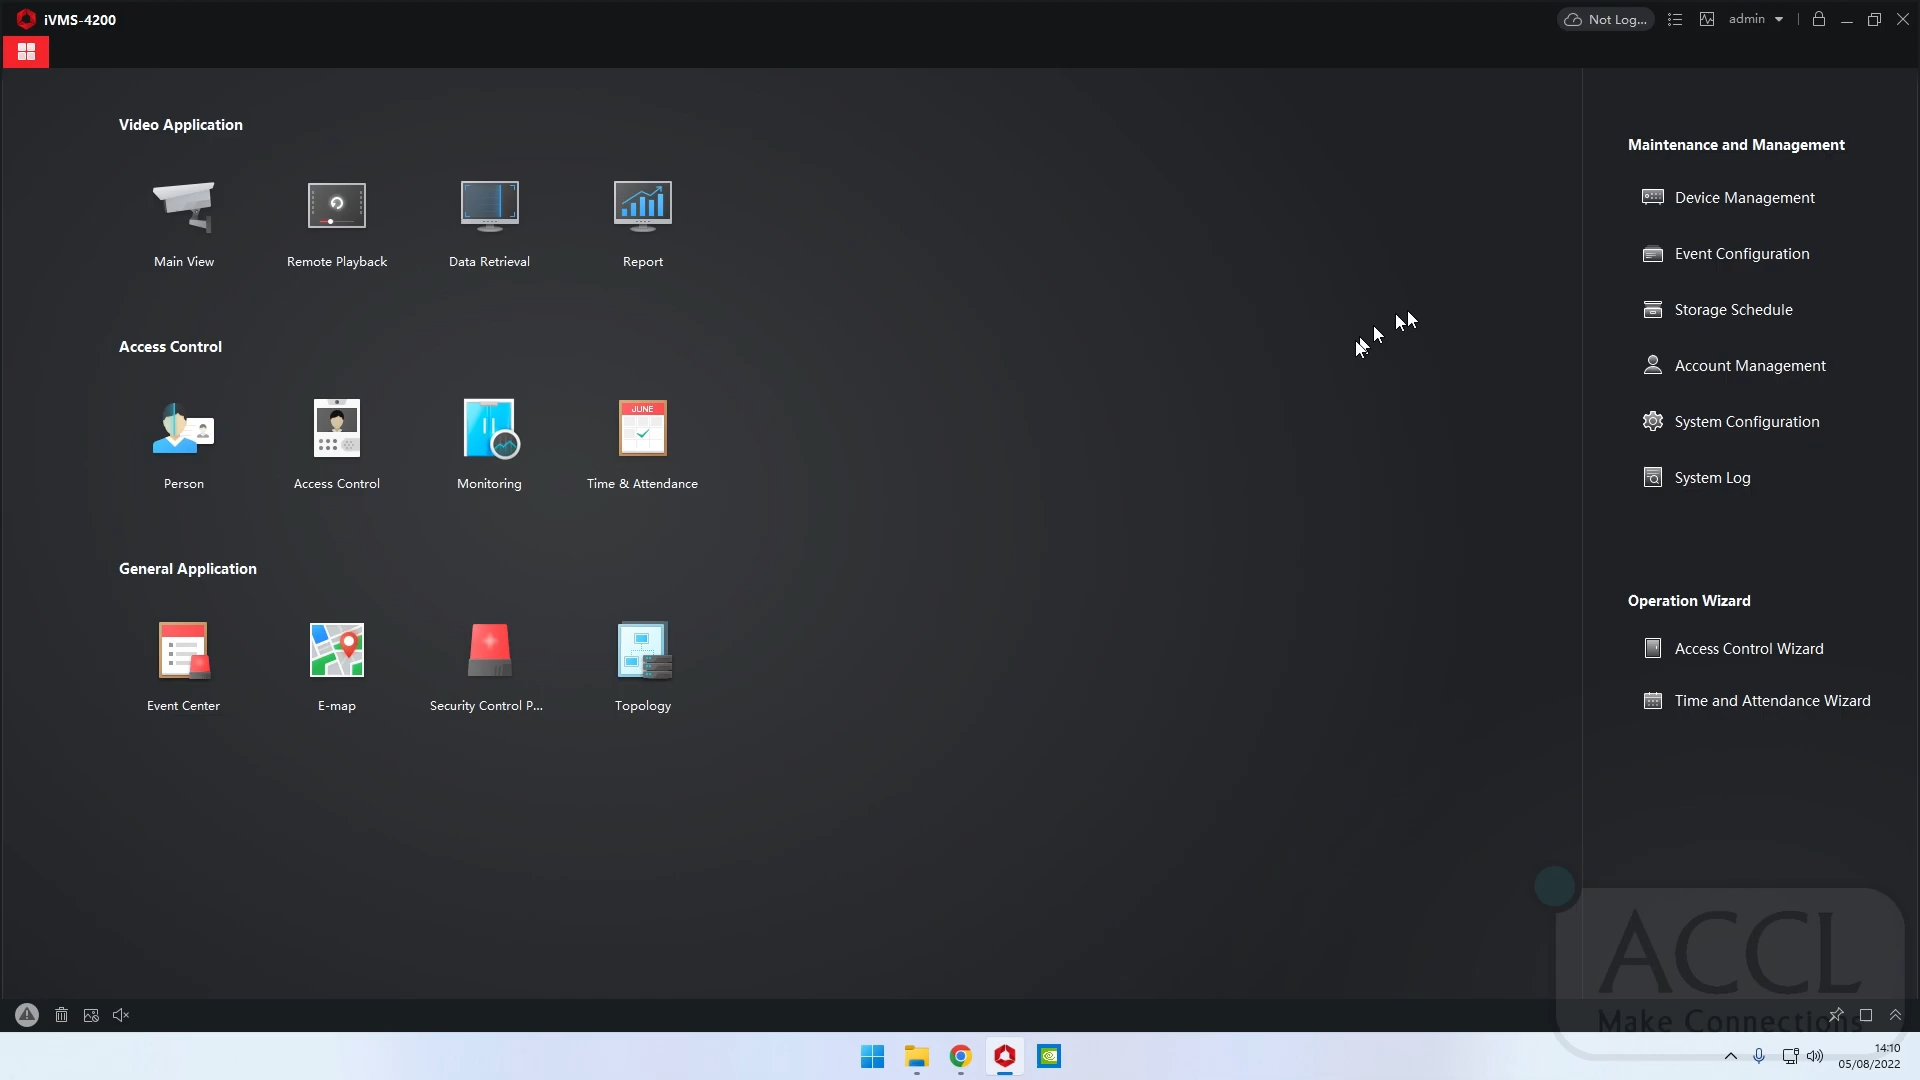 iVMS-4200
Not Log...
admin
Video Application
Main View
Remote Playback
Data Retrieval
Report
Access Control
JUNE
Person
Access Control
Monitoring
Time & Attendance
General Application
Event Center
E-map
Security Control P...
Topology
Maintenance and Management
Device Management
Event Configuration
Storage Schedule
Account Management
System Configuration
System Log
Operation Wizard
Access Control Wizard
Time and Attendance Wizard
ACCL
Make Connections
14:10
05/08/2022